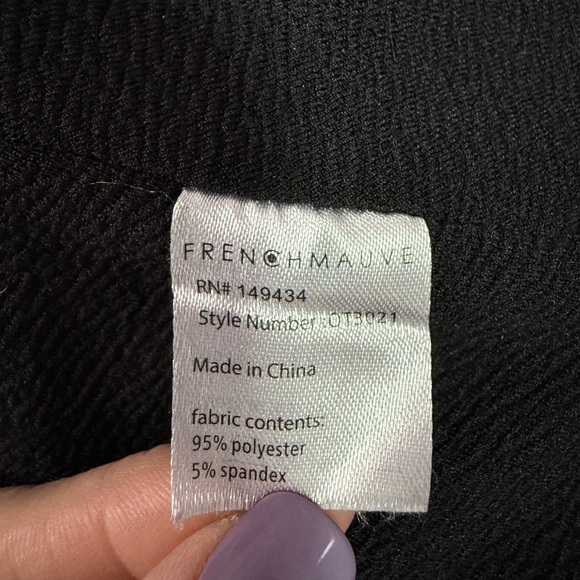 FRENCHMAUVE
RN# 149434
Style Number :OT3021
Made in China
fabric contents:
95% polyester
5% spandex